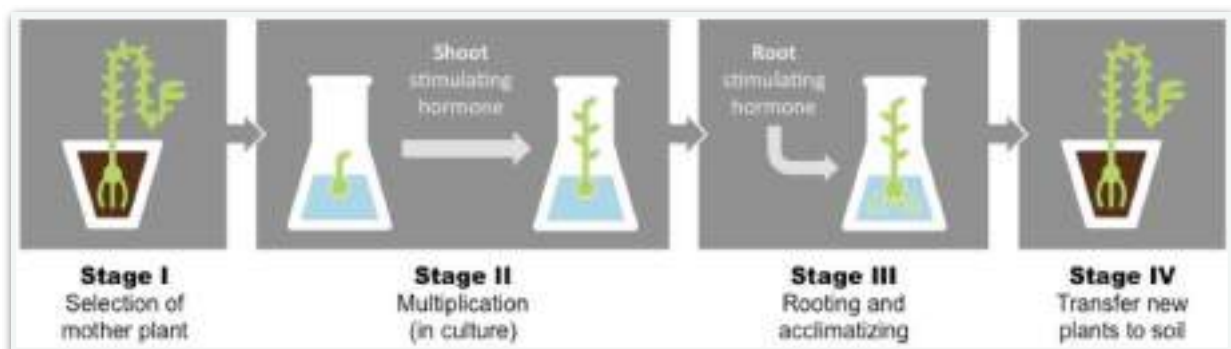 Shoot
stimulating
hormone
Root
stimulating
hormone
Stage I
Selection of
mother plant
Stage II
Multiplication
(in culture)
Stage III
Rooting and
acclimatizing
Stage IV
Transfer new
plants to soil